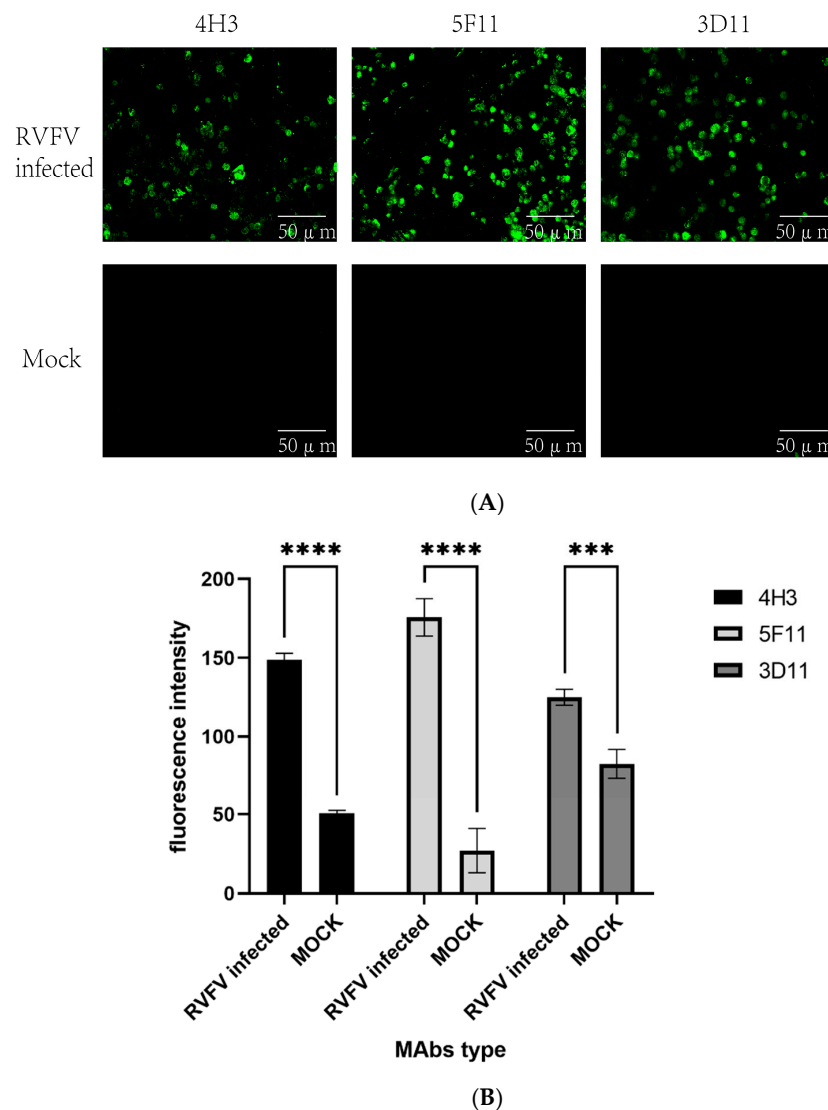 4H3 5F11 3D11
RVFV
infected
50 μ m 50 μ m 50 μ m
Mock
50 μ m 50 μ m 50 μ m
(A)
**** **** ***
200
150
100
50
0
fluorescence intensity
4H3
5F11
3D11
RVFV infected MOCK RVFV infected MOCK RVFV infected MOCK
MAbs type
(B)